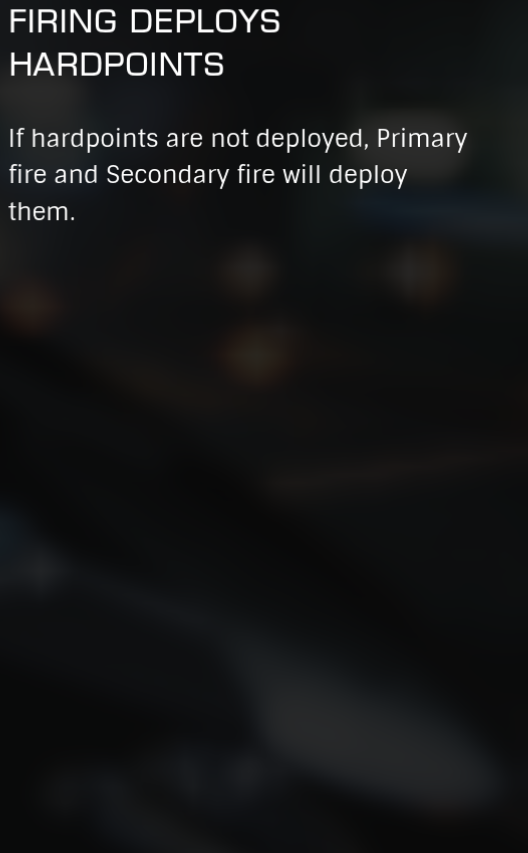 FIRING DEPLOYS
HARDPOINTS
If hardpoints are not deployed, Primary
fire and Secondary fire will deploy
them.